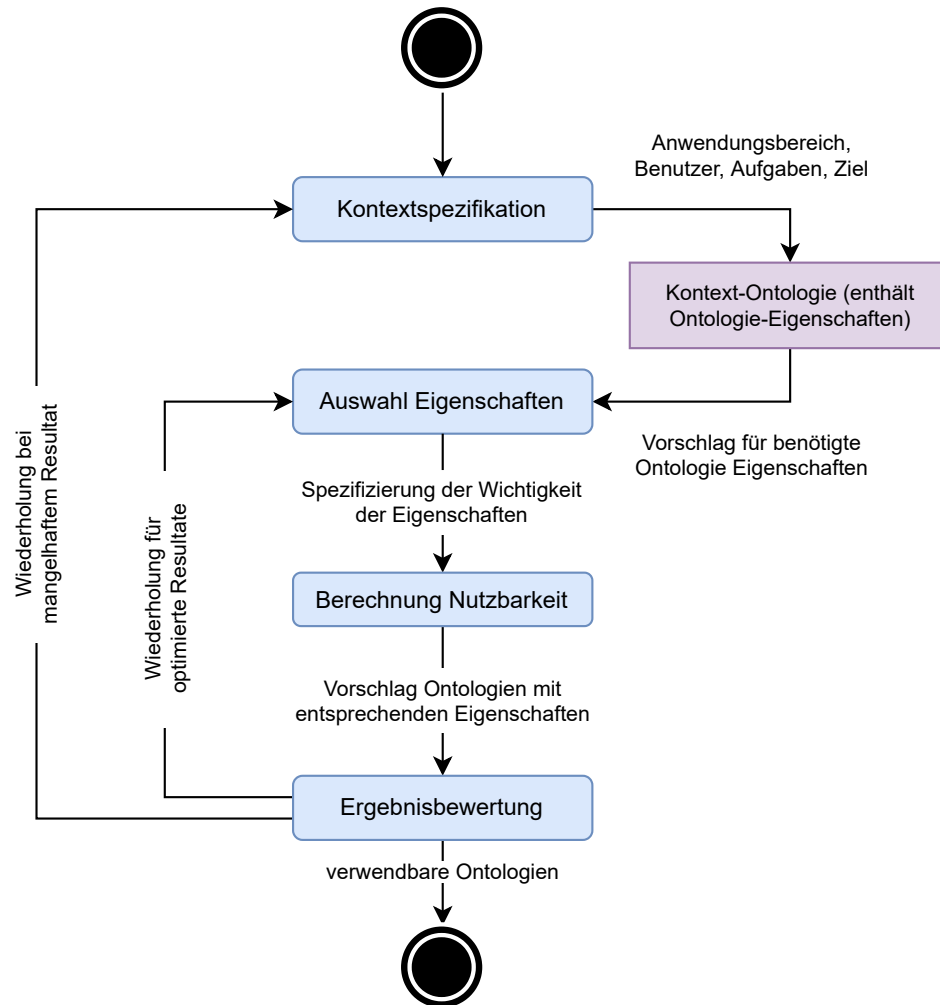 Anwendungsbereich,
Benutzer, Aufgaben, Ziel
Kontextspezifikation
Kontext-Ontologie (enthält
Ontologie-Eigenschaften)
Auswahl Eigenschaften
Vorschlag für benötigte
Ontologie Eigenschaften
Spezifizierung der Wichtigkeit
der Eigenschaften
Wiederholung bei
mangelhaftem Resultat
Wiederholung für
optimierte Resultate
Berechnung Nutzbarkeit
Vorschlag Ontologien mit
entsprechenden Eigenschaften
Ergebnisbewertung
verwendbare Ontologien